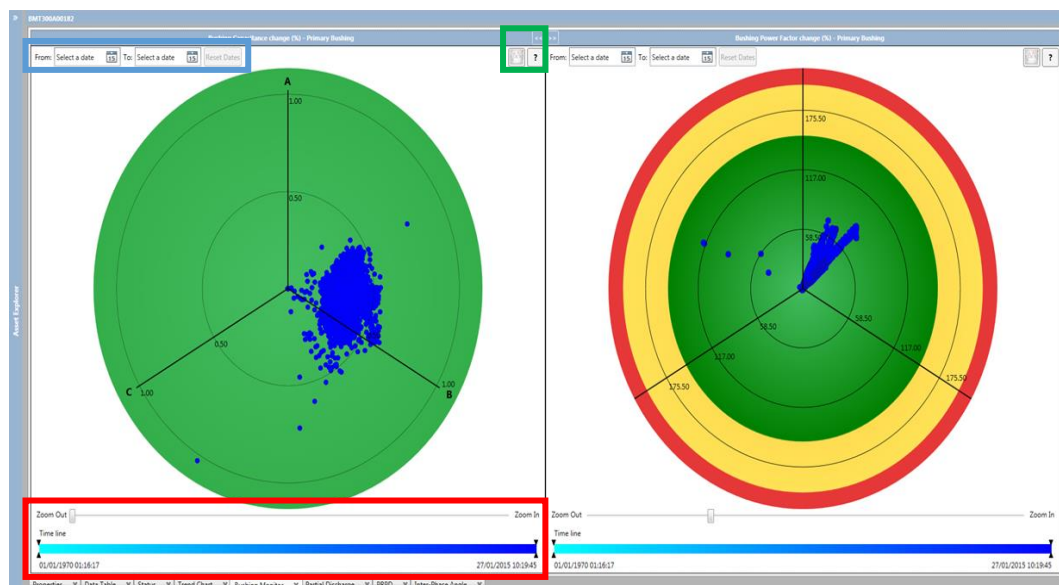 BMT300A00182
Bushing Capacitance change (%) - Primary Bushing
Bushing Power Factor change (%) - Primary Bushing
From: Select a date 15 To: Select a date 15 Reset Dates ?
From: Select a date 15 To: Select a date 15 Reset Dates ?
A
1.00
0.50
0.50
C 1.00
1.00
B
175.50
117.00
58.50
58.50
58.50
117.00
117.00
175.50
175.50
Asset Explorer
Zoom Out Zoom In
Time line
01/01/1970 01:16:17 27/01/2015 10:19:45
Zoom Out Zoom In
Time line
01/01/1970 01:16:17 27/01/2015 10:19:45
Properties Data Table Status Trend Chart Bushing Monitor Partial Discharge PRPD Inter-Phase Angle